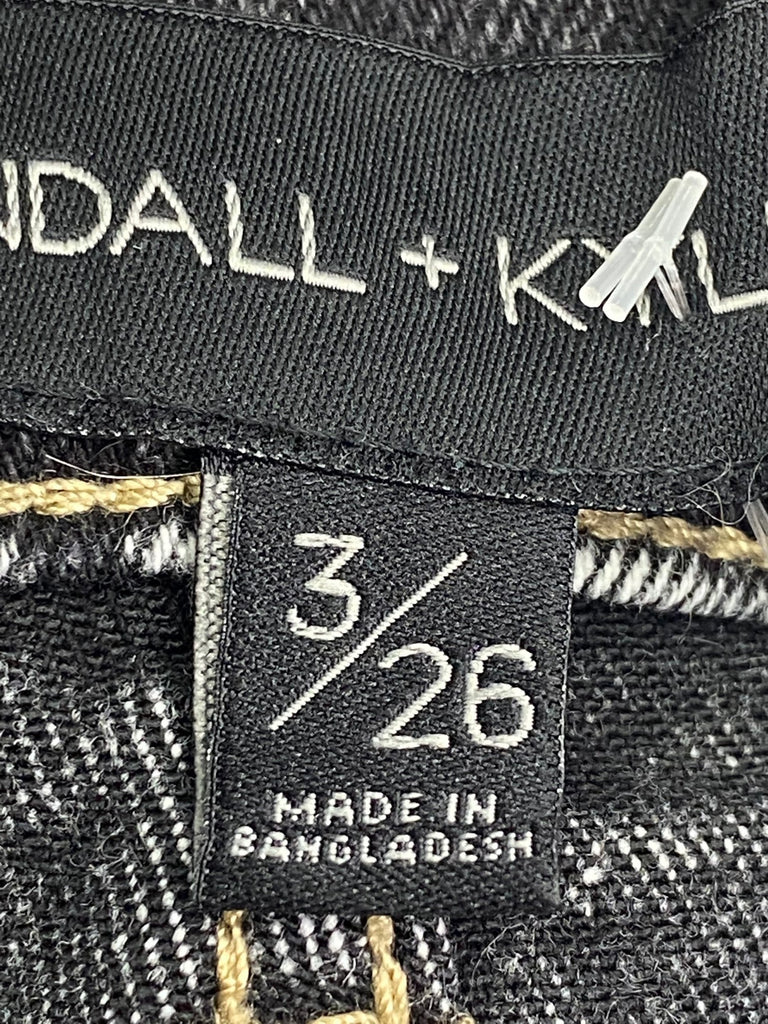 NDALL + KYL
3/26
MADE IN
BANGLADESH